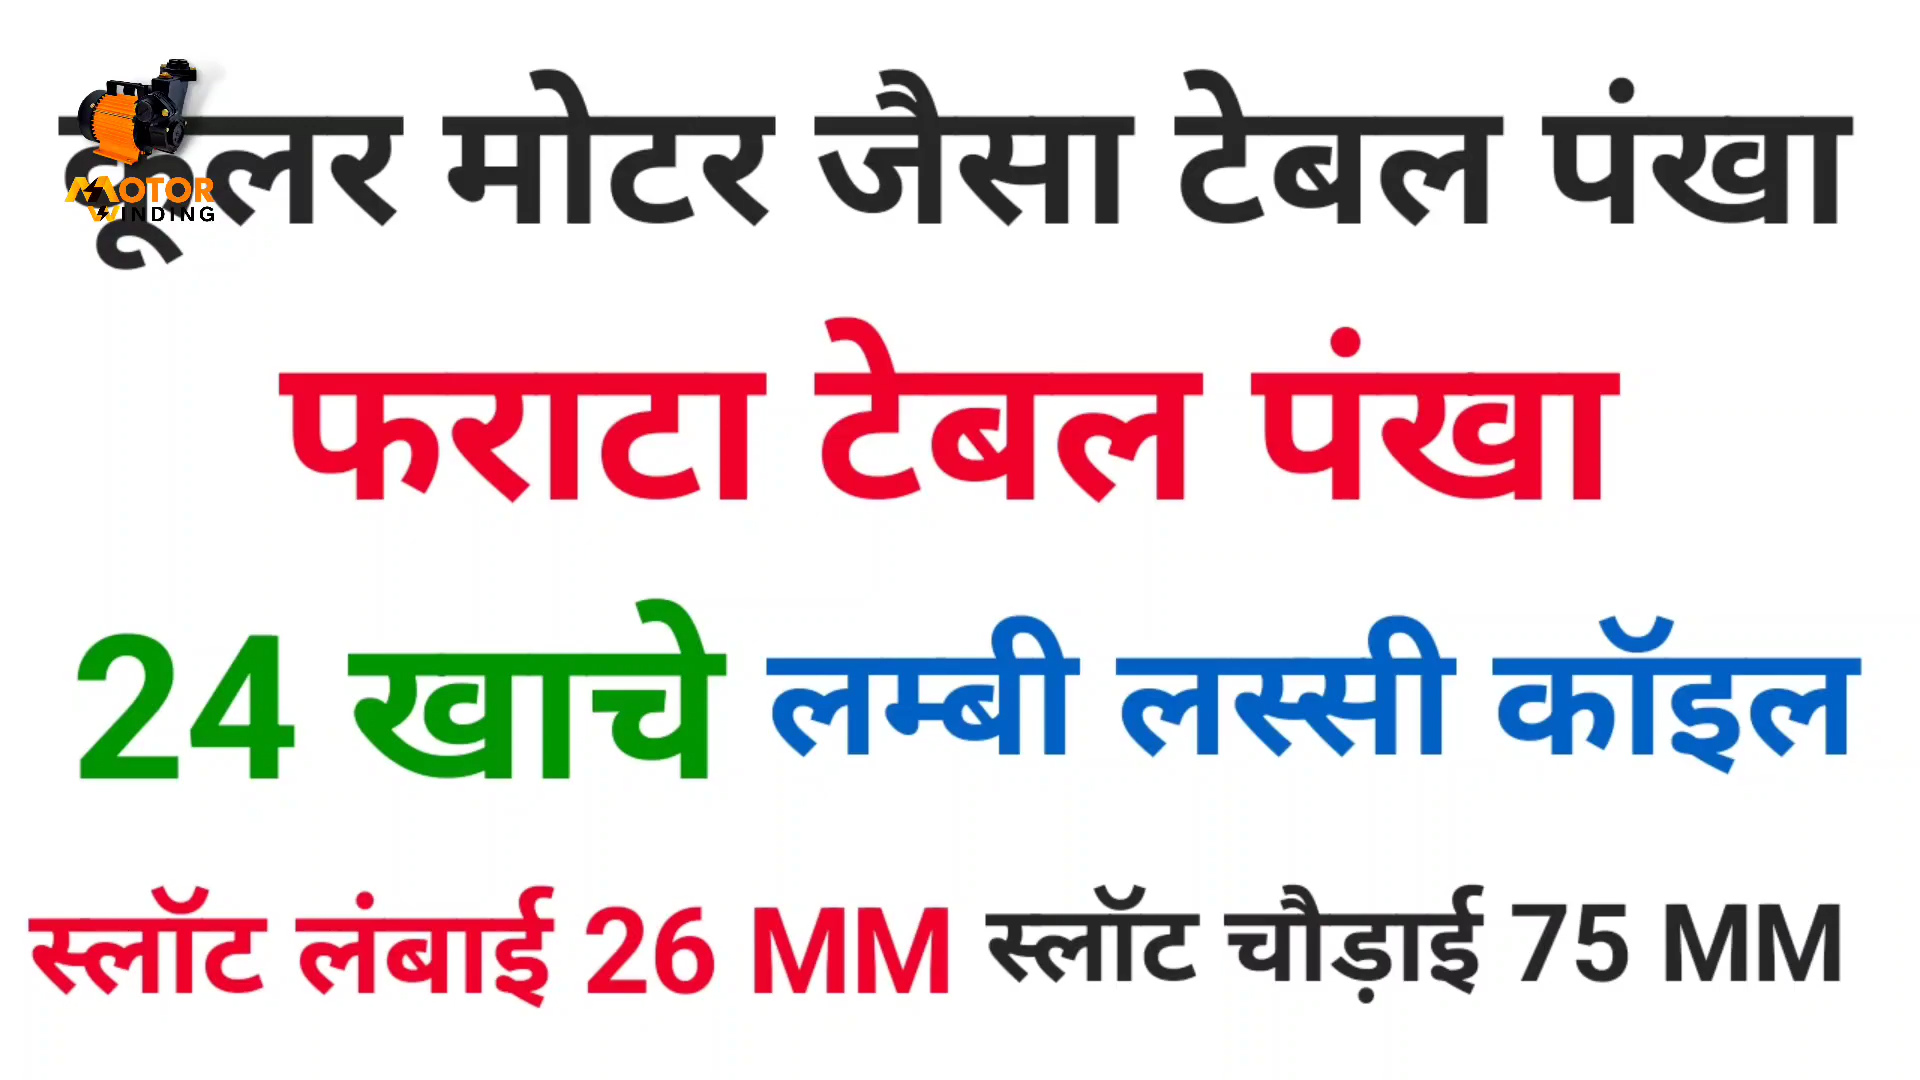 कूलर मोटर जैसा टेबल पंखा
MOTOR
WINDING
फराटा टेबल पंखा
24 खाचे लम्बी लस्सी कॉइल
स्लॉट लंबाई 26 MM स्लॉट चौड़ाई 75 MM